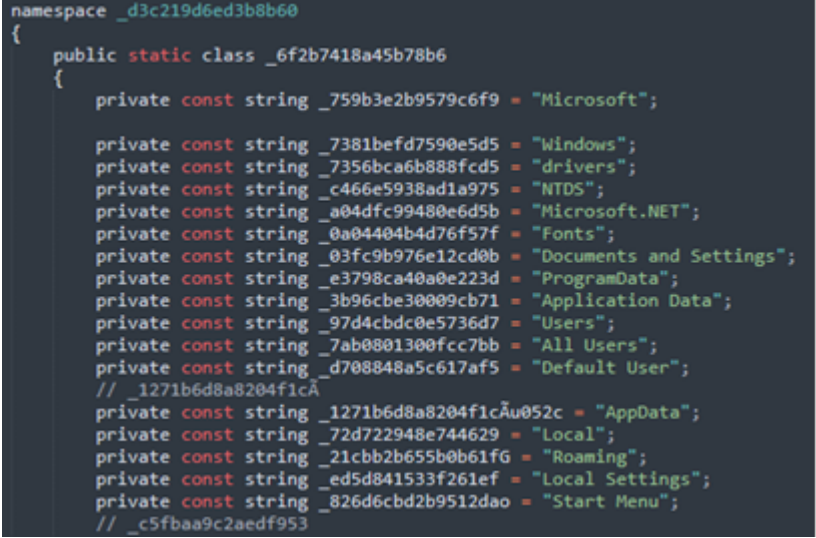 namespace _d3c219d6ed3b8b60
{
public static class _6f2b7418a45b78b6
{
private const string _759b3e2b9579c6f9 = "Microsoft";
private const string _7381befd7590e5d5 = "Windows";
private const string _7356bca6b888fcd5 = "drivers";
private const string _c466e5938ad1a975 = "NTDS";
private const string _a04dfc99480e6d5b = "Microsoft.NET";
private const string _0a04404b4d76f57f = "Fonts";
private const string _03fc9b976e12cd0b = "Documents and Settings";
private const string _e3798ca40a0e223d = "ProgramData";
private const string _3b96cbe30009cb71 = "Application Data";
private const string _97d4cbdc0e5736d7 = "Users";
private const string _7ab0801300fcc7bb = "All Users";
private const string _d708848a5c617af5 = "Default User";
// _1271b6d8a8204f1cÃ
private const string _1271b6d8a8204f1cÃu052c = "AppData";
private const string _72d722948e744629 = "Local";
private const string _21cbb2b655b0b61fG = "Roaming";
private const string _ed5d841533f261ef = "Local Settings";
private const string _826d6cbd2b9512dao = "Start Menu";
// _c5fbaa9c2aedf953